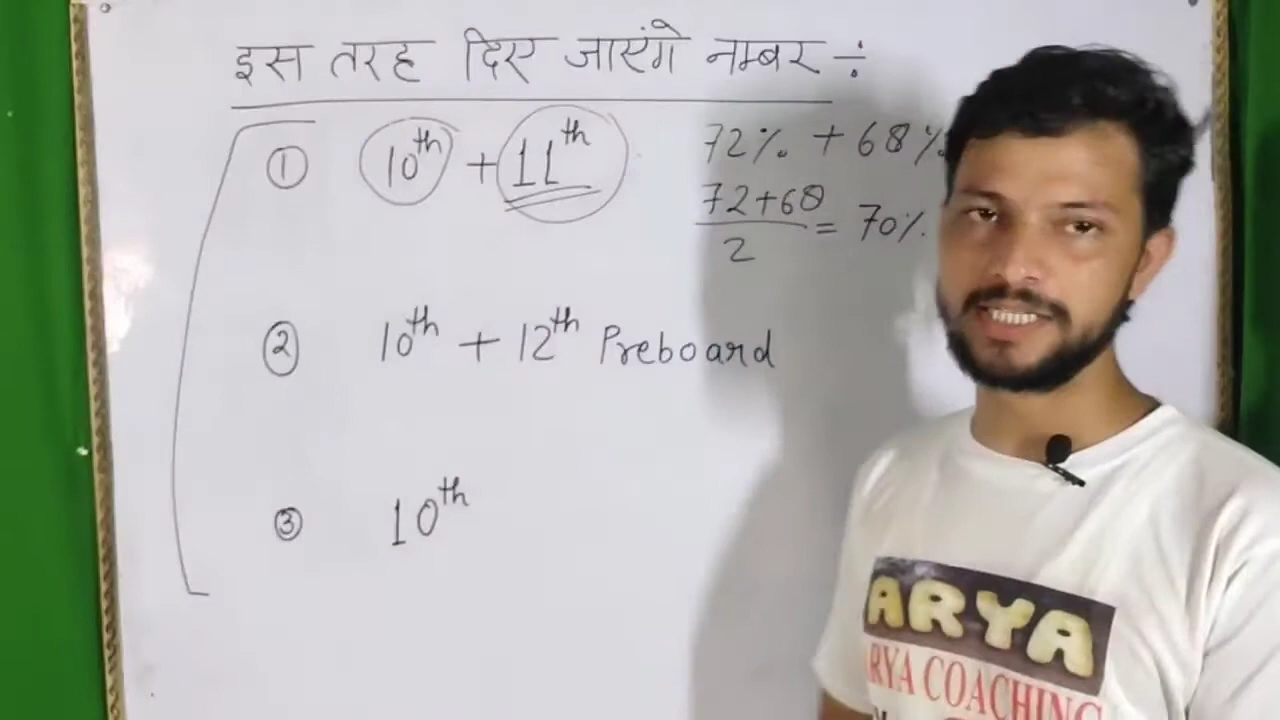 इस तरह दिए जाएंगे नम्बर ÷
① 10th + 11th
72% + 68%
72+68
2
= 70%
② 10th + 12th Preboard
③ 10th
ARYA
ARYA COACHING